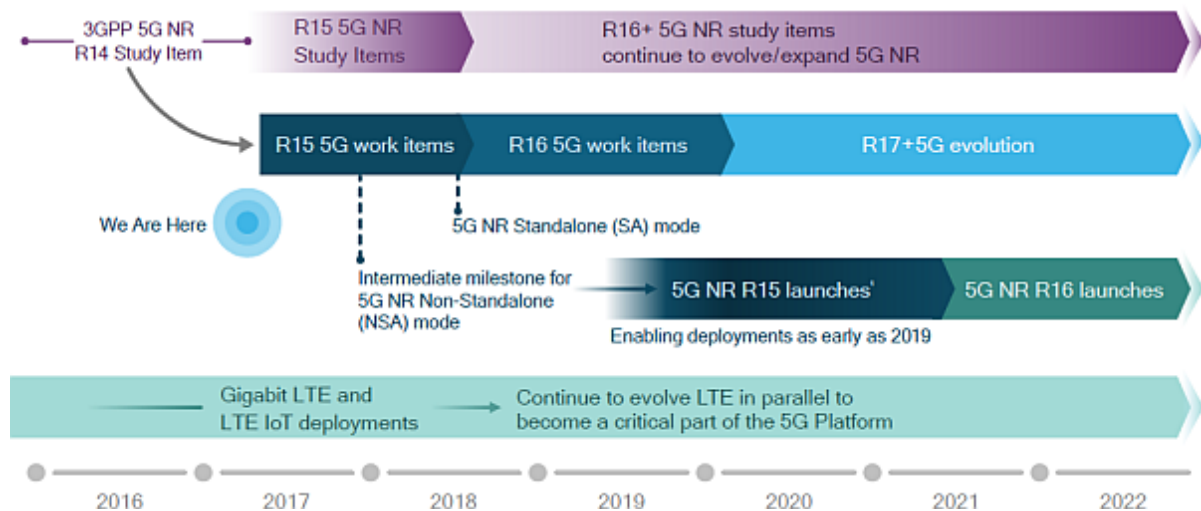 3GPP 5G NR
R14 Study Item
R15 5G NR
Study Items
R16+ 5G NR study items
continue to evolve/expand 5G NR
R15 5G work items
R16 5G work items
R17+5G evolution
We Are Here
5G NR Standalone (SA) mode
Intermediate milestone for
5G NR Non-Standalone
(NSA) mode
5G NR R15 launches¹
5G NR R16 launches
Enabling deployments as early as 2019
Gigabit LTE and
LTE IoT deployments
Continue to evolve LTE in parallel to
become a critical part of the 5G Platform
2016
2017
2018
2019
2020
2021
2022